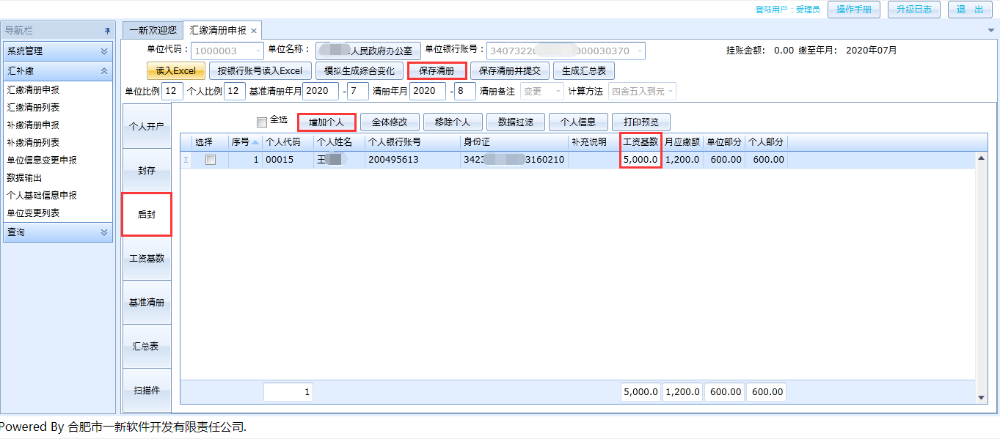 登陆用户：受理员 操作手册 升级日志 退 出
导航栏 一新欢迎您 汇缴清册申报
系统管理
汇补缴
汇缴清册申报
汇缴清册列表
补缴清册申报
补缴清册列表
单位信息变更申报
数据输出
个人基础信息申报
单位变更列表
查询
单位代码： 1000003 单位名称： 人民政府办公室 单位银行账号： 3407322 000030370 挂账金额: 0.00 缴至年月: 2020年07月
读入Excel 按银行账号读入Excel 模拟生成综合变化 保存清册 保存清册并提交 生成汇总表
单位比例 12 个人比例 12 基准清册年月 2020 - 7 清册年月 2020 - 8 清册备注 变更 计算方法 四舍五入到元
个人开户
封存
启封
工资基数
基准清册
汇总表
扫描件
全选 增加个人 全体修改 移除个人 数据过滤 个人信息 打印预览
选择 序号 个人代码 个人姓名 个人银行账号 身份证 补充说明 工资基数 月应缴额 单位部分 个人部分
1 00015 王 200495613 342 3160210 5,000.0 1,200.0 600.00 600.00
1 5,000.0 1,200.0 600.00 600.00
Powered By 合肥市一新软件开发有限责任公司.